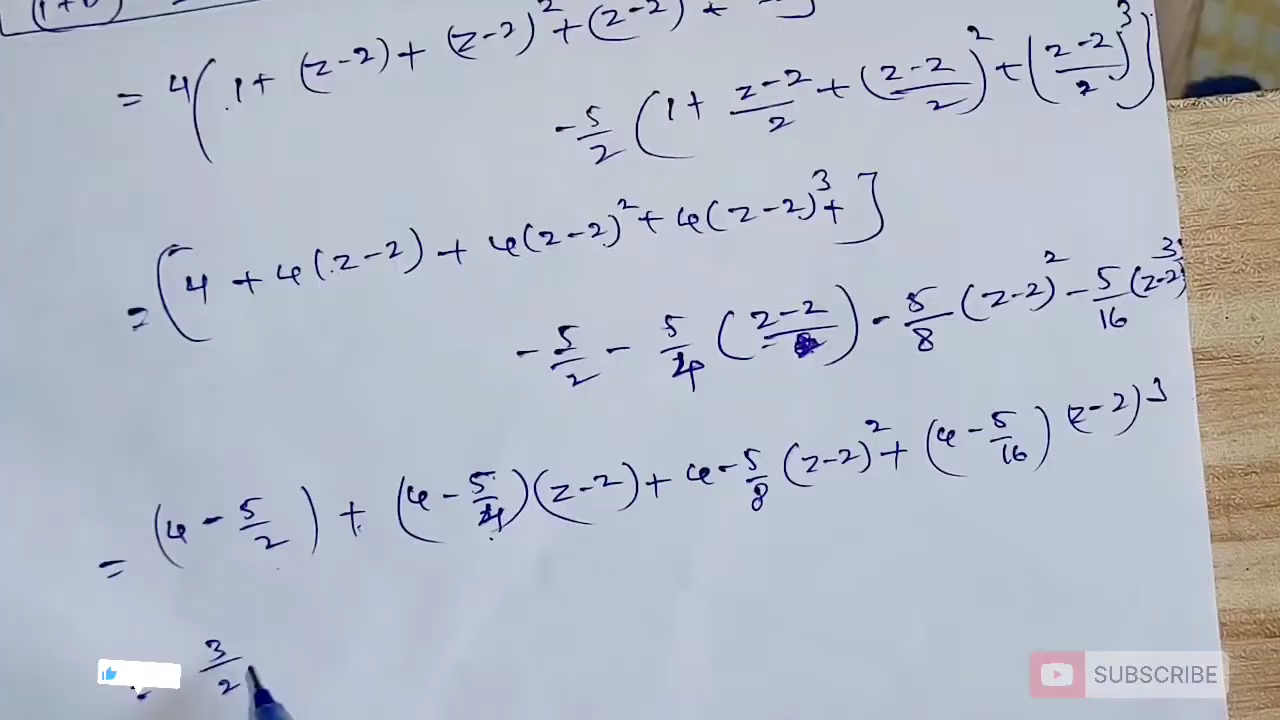 = 4(1+ (z-2)+ (z-2)²+(z-2) +
-5/2 (1+ z-2/2 + (z-2/2)² + (z-2/2)³]
= (4 + 4(z-2) + 4(z-2)² + 4(z-2)³+ ]
-5/2 - 5/4 (z-2/) - 5/8 (z-2)² - 5/16 (z-2)³
= (4 - 5/2) + (4 - 5/4)(z-2) + 4 - 5/8 (z-2)² + (4 - 5/16) (z-2)³
3/2
SUBSCRIBE